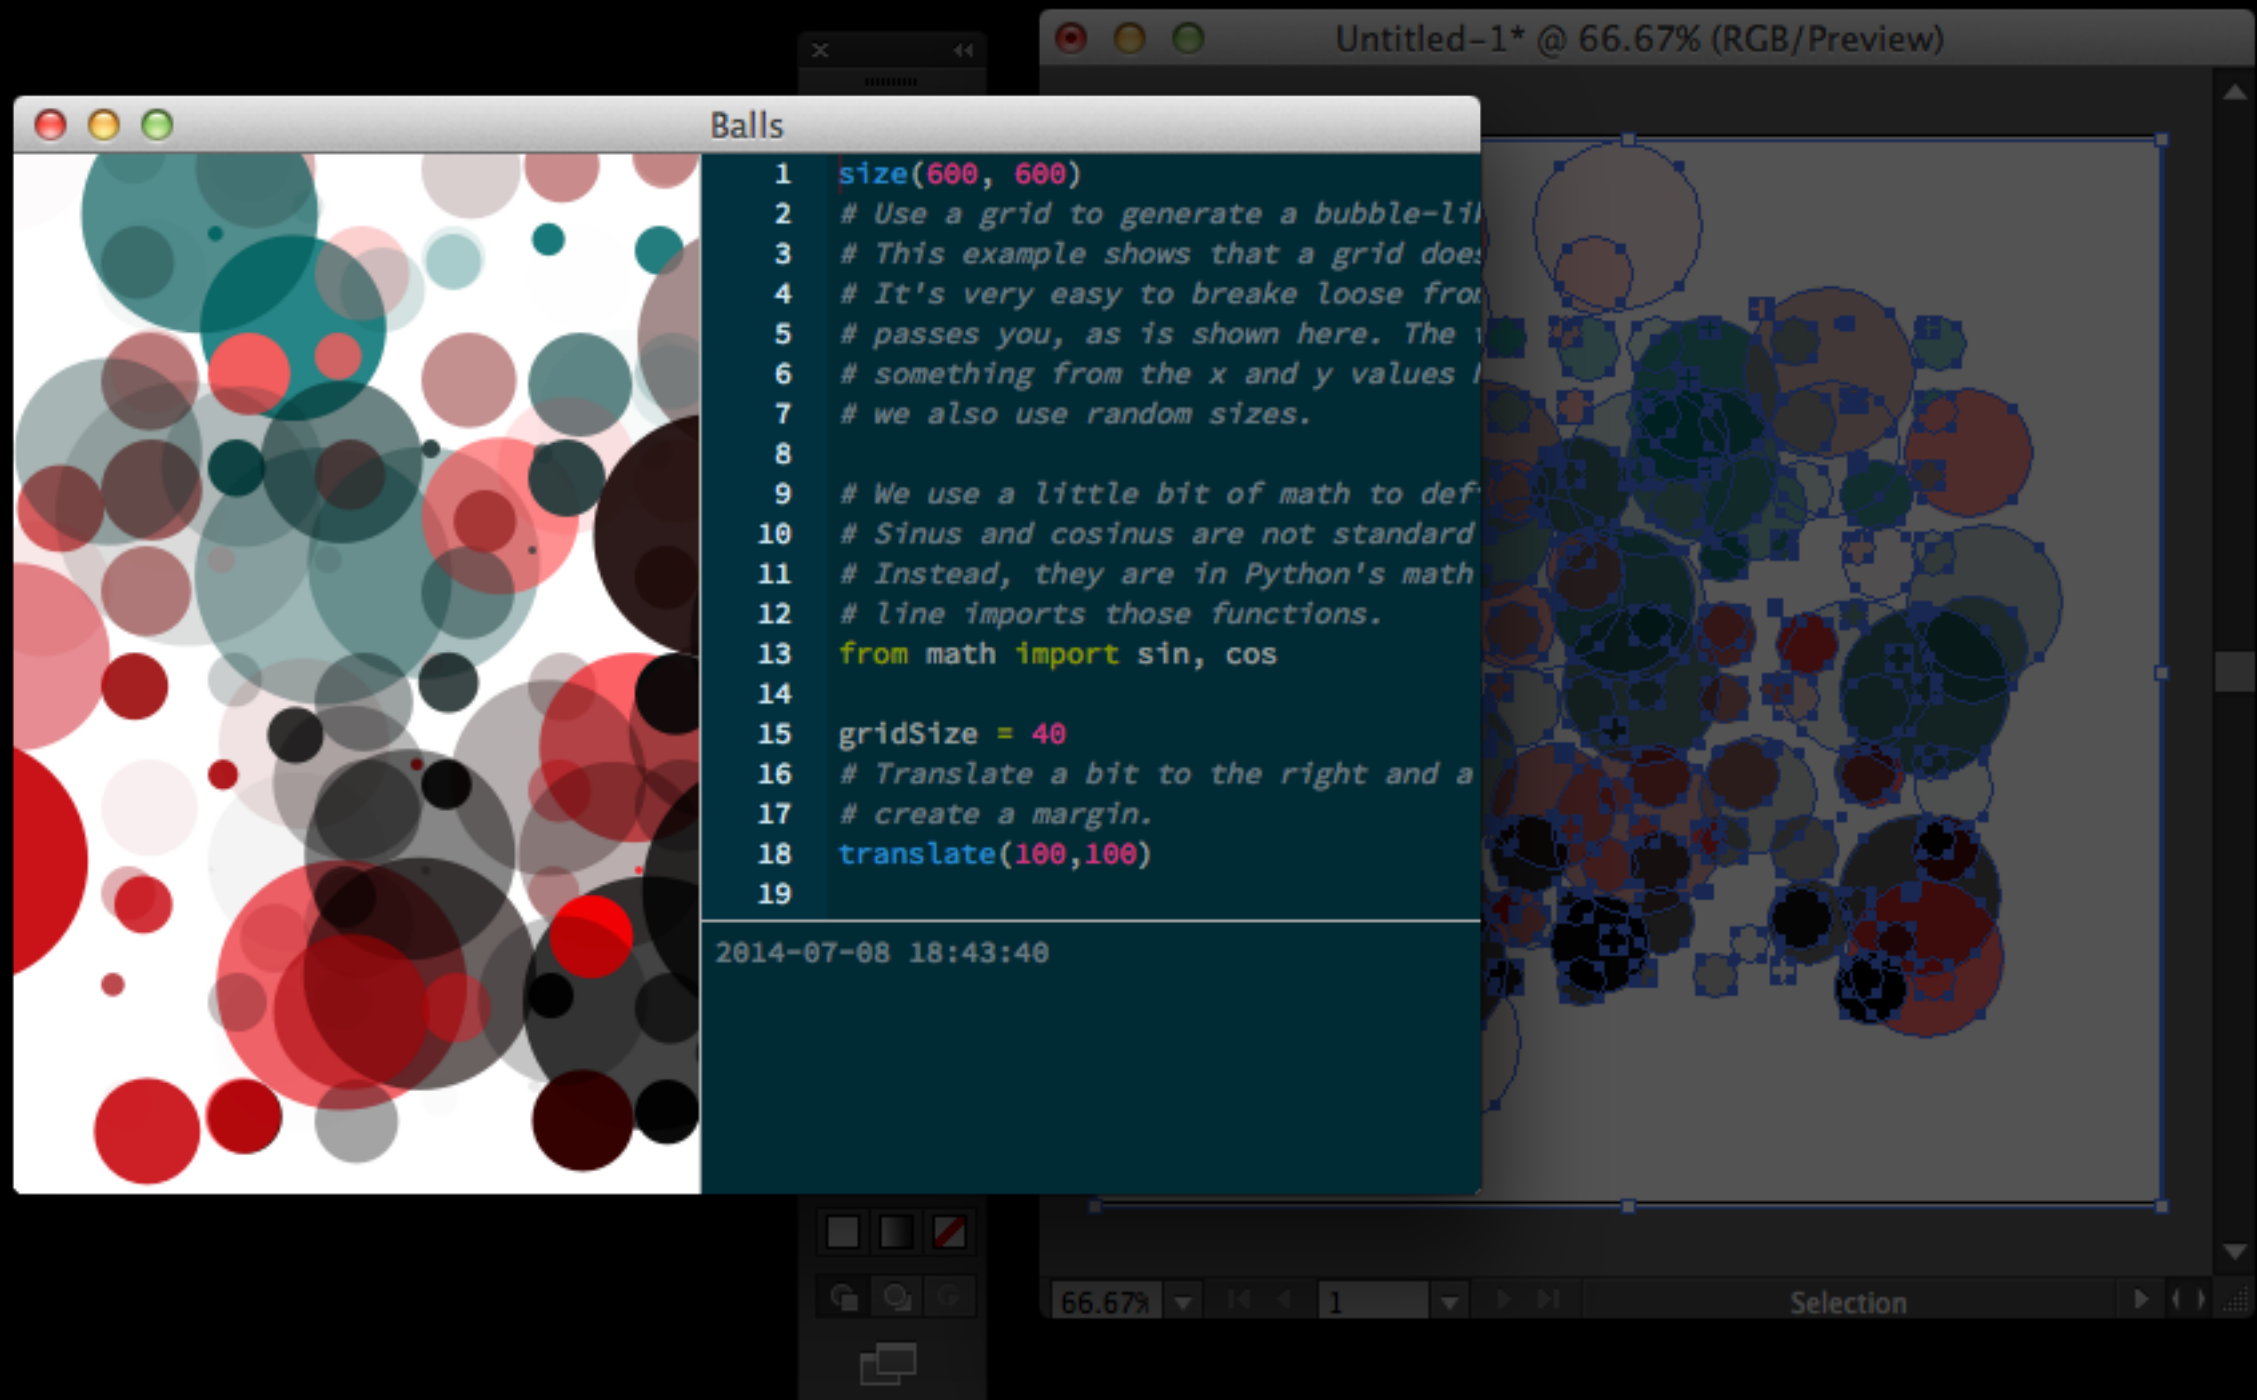 Untitled-1* @ 66.67% (RGB/Preview)
Balls
1 size(600, 600)
2 # Use a grid to generate a bubble-li
3 # This example shows that a grid does
4 # It's very easy to breake loose from
5 # passes you, as is shown here. The
6 # something from the x and y values
7 # we also use random sizes.
8
9 # We use a little bit of math to def
10 # Sinus and cosinus are not standard
11 # Instead, they are in Python's math
12 # line imports those functions.
13 from math import sin, cos
14
15 gridSize = 40
16 # Translate a bit to the right and a
17 # create a margin.
18 translate(100,100)
19
2014-07-08 18:43:40
66.67%
1
Selection